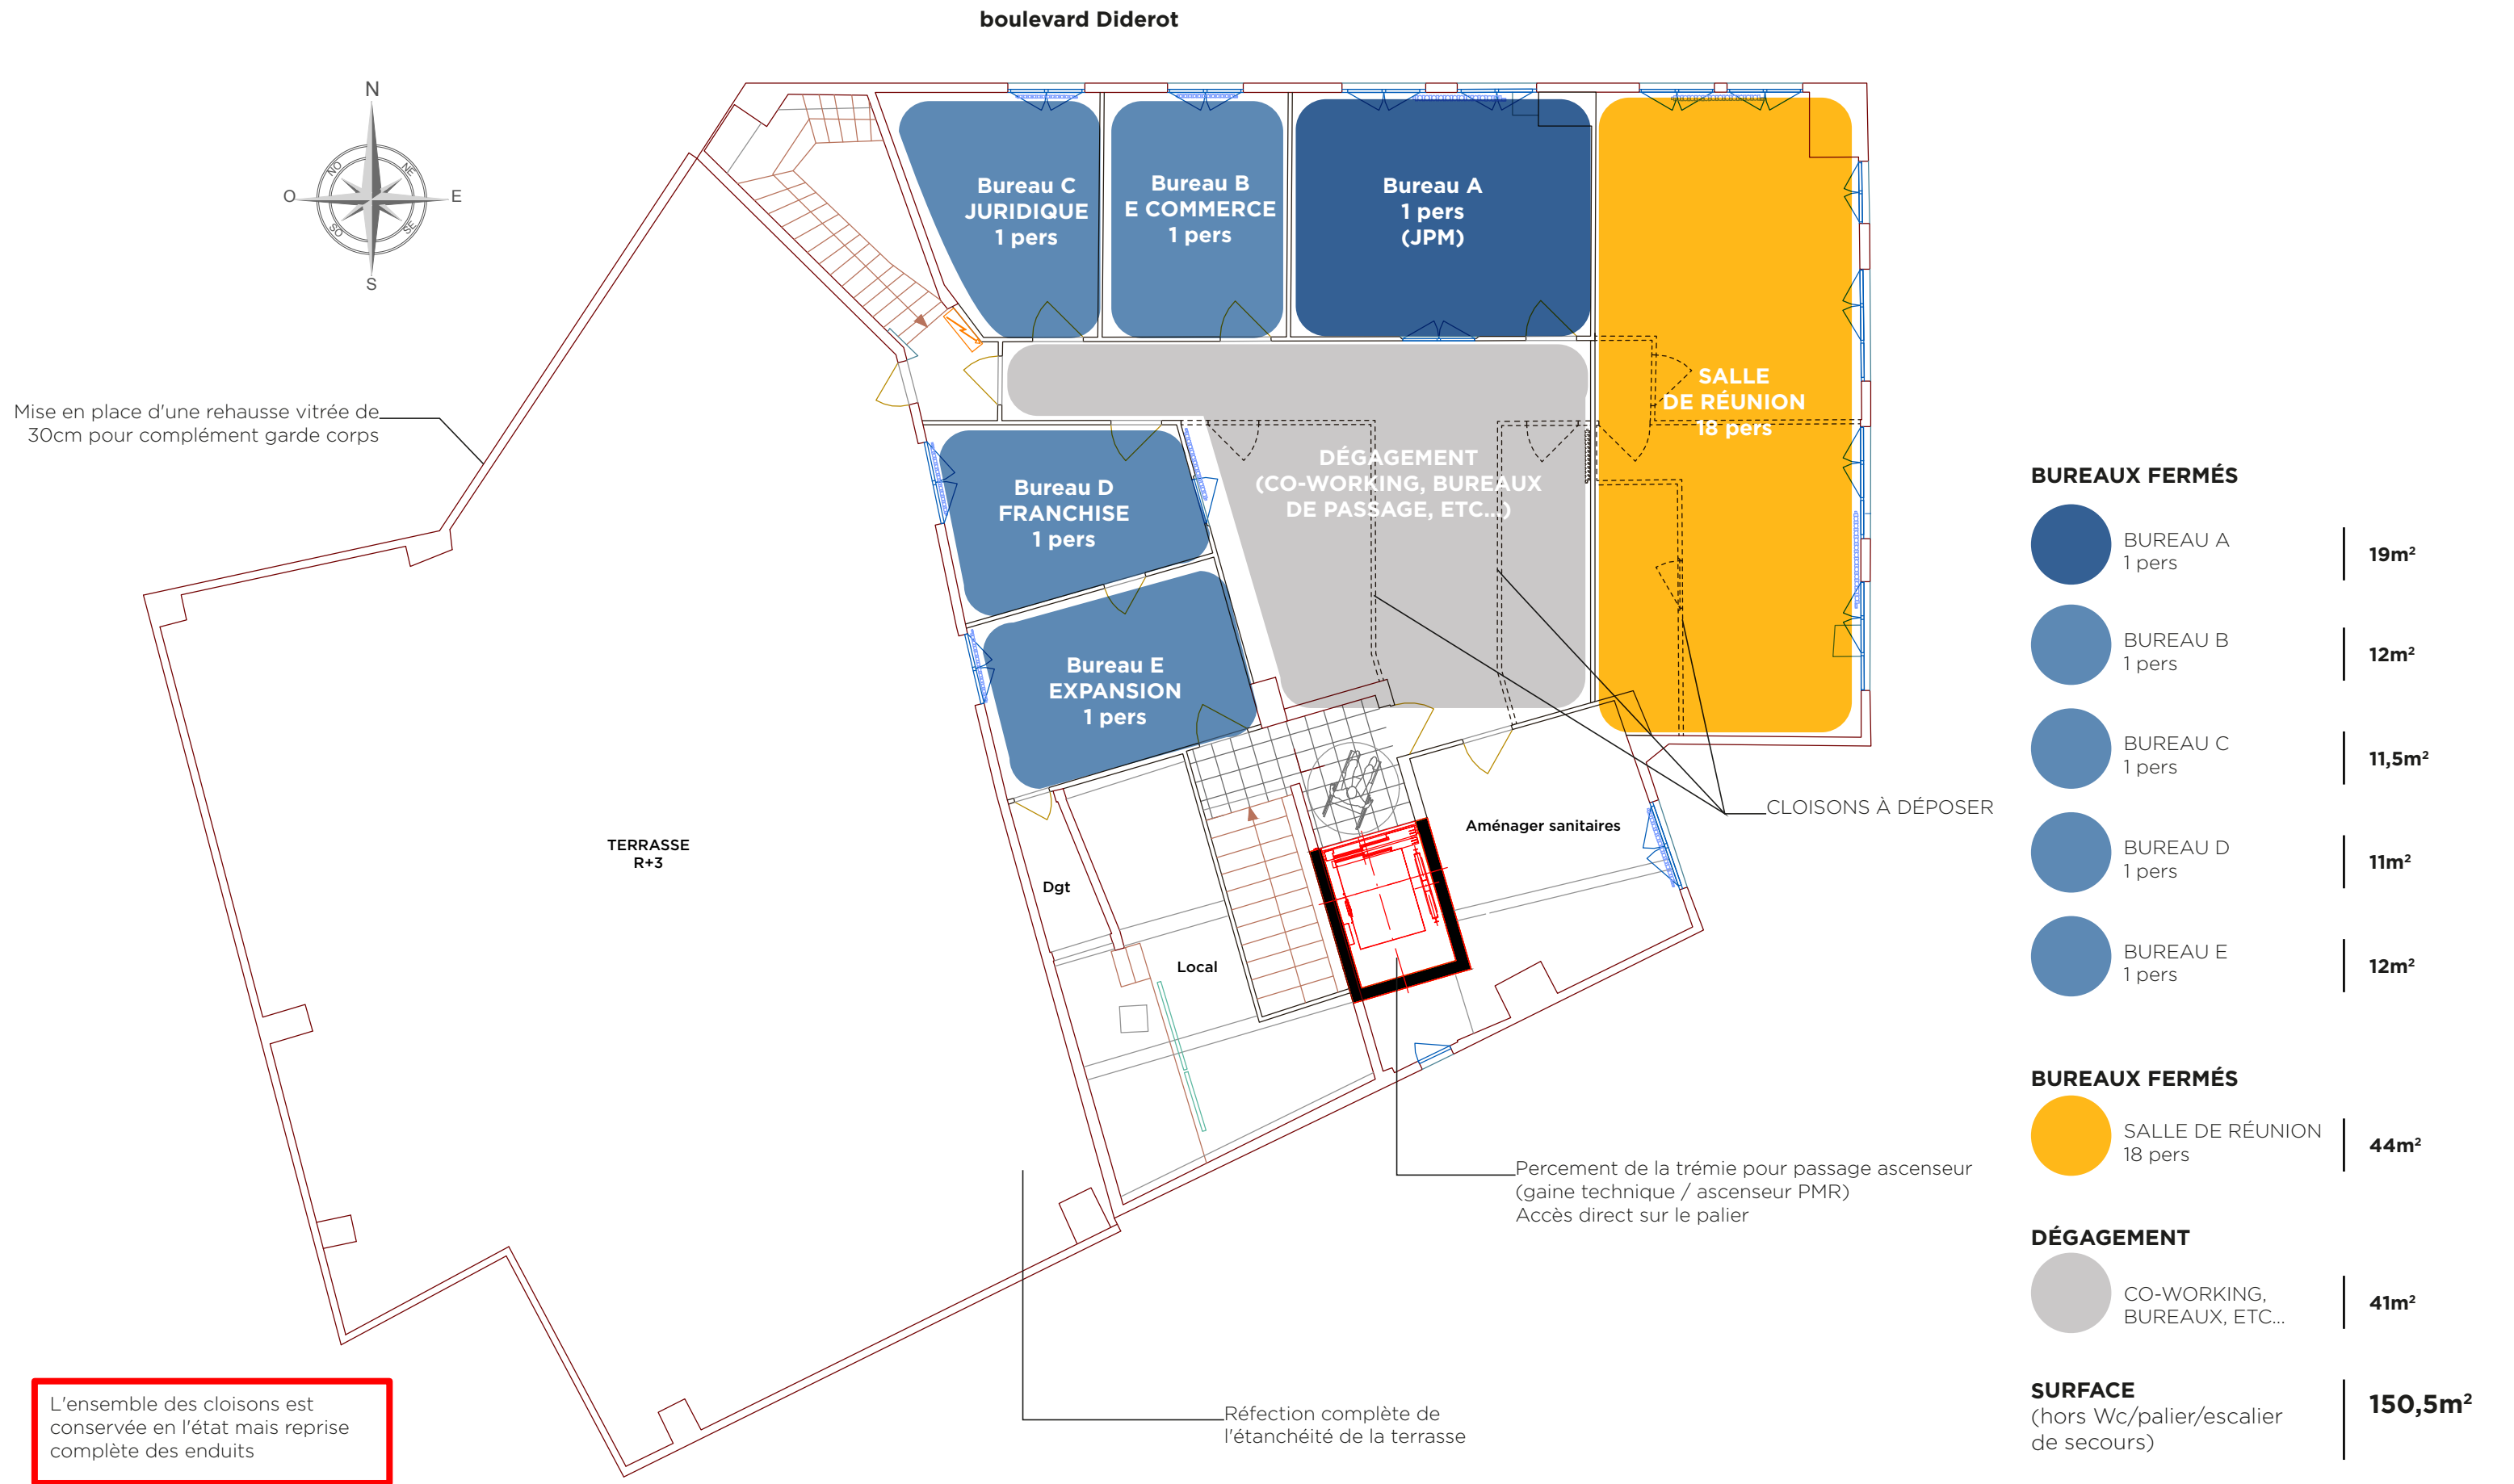 boulevard Diderot
N
NO
NE
O
E
SO
SE
S
Bureau C
JURIDIQUE
1 pers
Bureau B
E COMMERCE
1 pers
Bureau A
1 pers
(JPM)
SALLE
DE RÉUNION
18 pers
Mise en place d'une rehausse vitrée de
30cm pour complément garde corps
DÉGAGEMENT
(CO-WORKING, BUREAUX
DE PASSAGE, ETC...)
Bureau D
FRANCHISE
1 pers
Bureau E
EXPANSION
1 pers
CLOISONS À DÉPOSER
Aménager sanitaires
TERRASSE
R+3
Dgt
Local
Percement de la trémie pour passage ascenseur
(gaine technique / ascenseur PMR)
Accès direct sur le palier
Réfection complète de
l'étanchéité de la terrasse
L'ensemble des cloisons est
conservée en l'état mais reprise
complète des enduits
BUREAUX FERMÉS
BUREAU A
1 pers
19m²
BUREAU B
1 pers
12m²
BUREAU C
1 pers
11,5m²
BUREAU D
1 pers
11m²
BUREAU E
1 pers
12m²
BUREAUX FERMÉS
SALLE DE RÉUNION
18 pers
44m²
DÉGAGEMENT
CO-WORKING,
BUREAUX, ETC...
41m²
SURFACE
(hors Wc/palier/escalier
de secours)
150,5m²